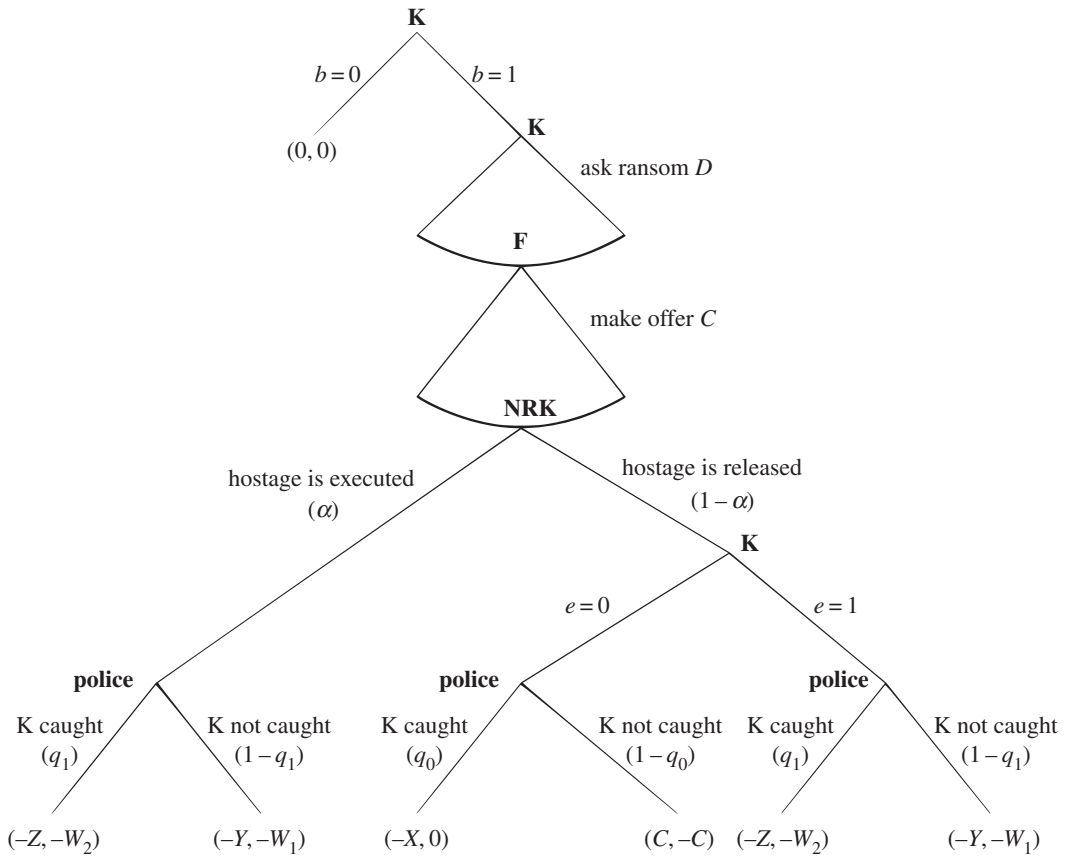 K
b = 0
b = 1
(0, 0)
K
ask ransom D
F
make offer C
NRK
hostage is executed
(α)
hostage is released
(1 – α)
K
e = 0
e = 1
police
police
police
K caught
(q₁)
K not caught
(1 – q₁)
K caught
(q₀)
K not caught
(1 – q₀)
K caught
(q₁)
K not caught
(1 – q₁)
(–Z, –W₂)
(–Y, –W₁)
(–X, 0)
(C, –C)
(–Z, –W₂)
(–Y, –W₁)